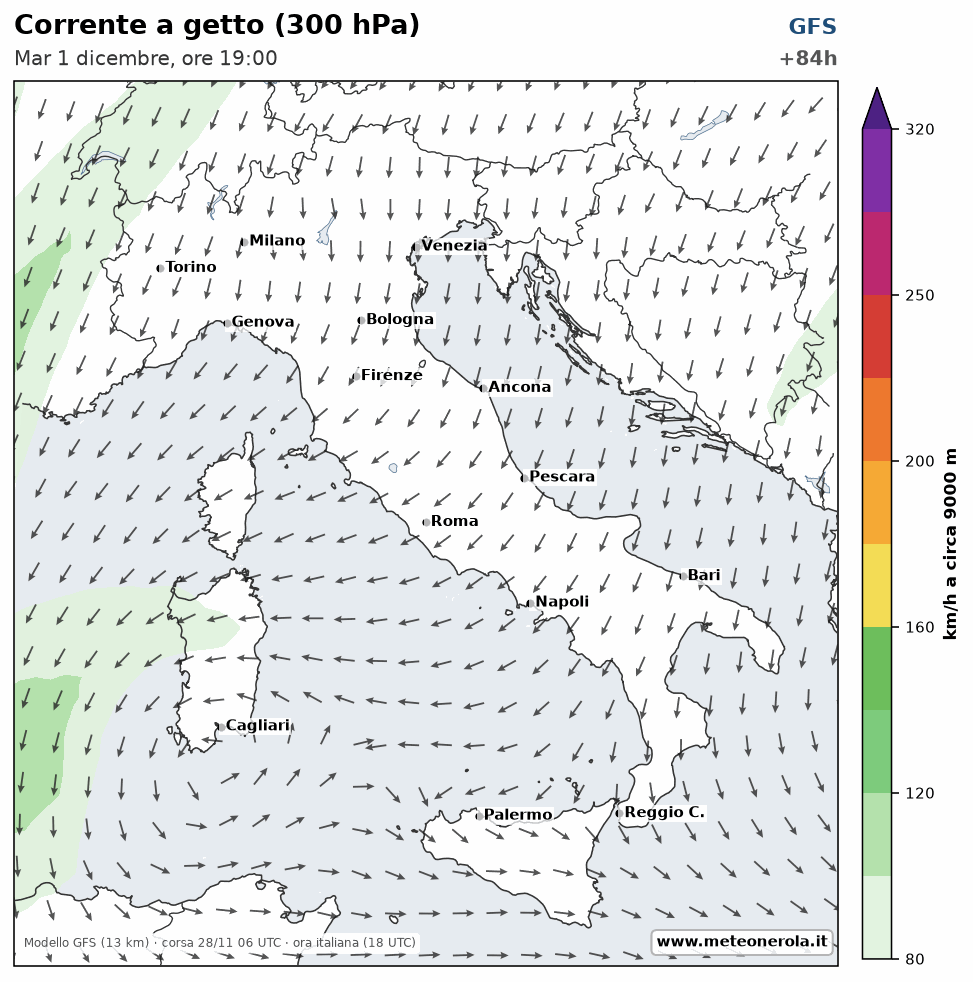 Corrente a getto (300 hPa)
GFS
Mar 1 dicembre, ore 19:00
+84h
Milano
Venezia
Torino
Genova
Bologna
Firenze
Ancona
Pescara
Roma
Bari
Napoli
Cagliari
Palermo
Reggio C.
Modello GFS (13 km) · corsa 28/11 06 UTC · ora italiana (18 UTC)
www.meteonerola.it
320
250
200
160
120
80
km/h a circa 9000 m